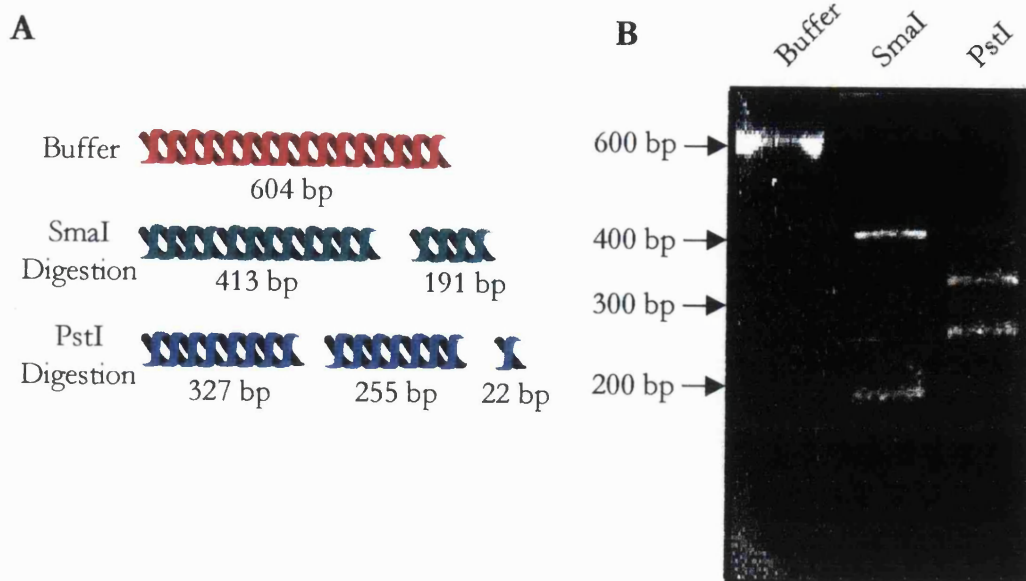 A
Buffer
604 bp
SmaI
Digestion
413 bp
191 bp
PstI
Digestion
327 bp
255 bp
22 bp
B
Buffer
SmaI
PstI
600 bp
400 bp
300 bp
200 bp